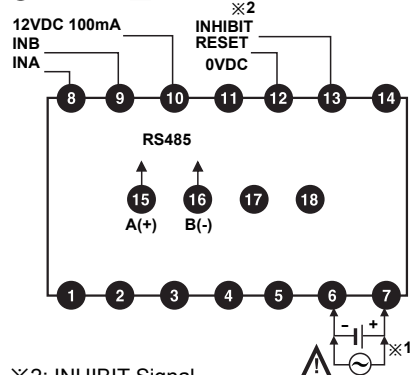 ※2
12VDC 100mA
INHIBIT
INB
RESET
INA
0VDC
8 9 10 11 12 13 14
RS485
15 16 17 18
A(+) B(-)
1 2 3 4 5 6 7
- +
※1
※2: INHIBIT Signal